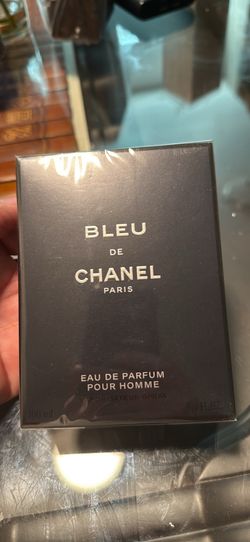 BLEU
DE
CHANEL
PARIS
EAU DE PARFUM
POUR HOMME